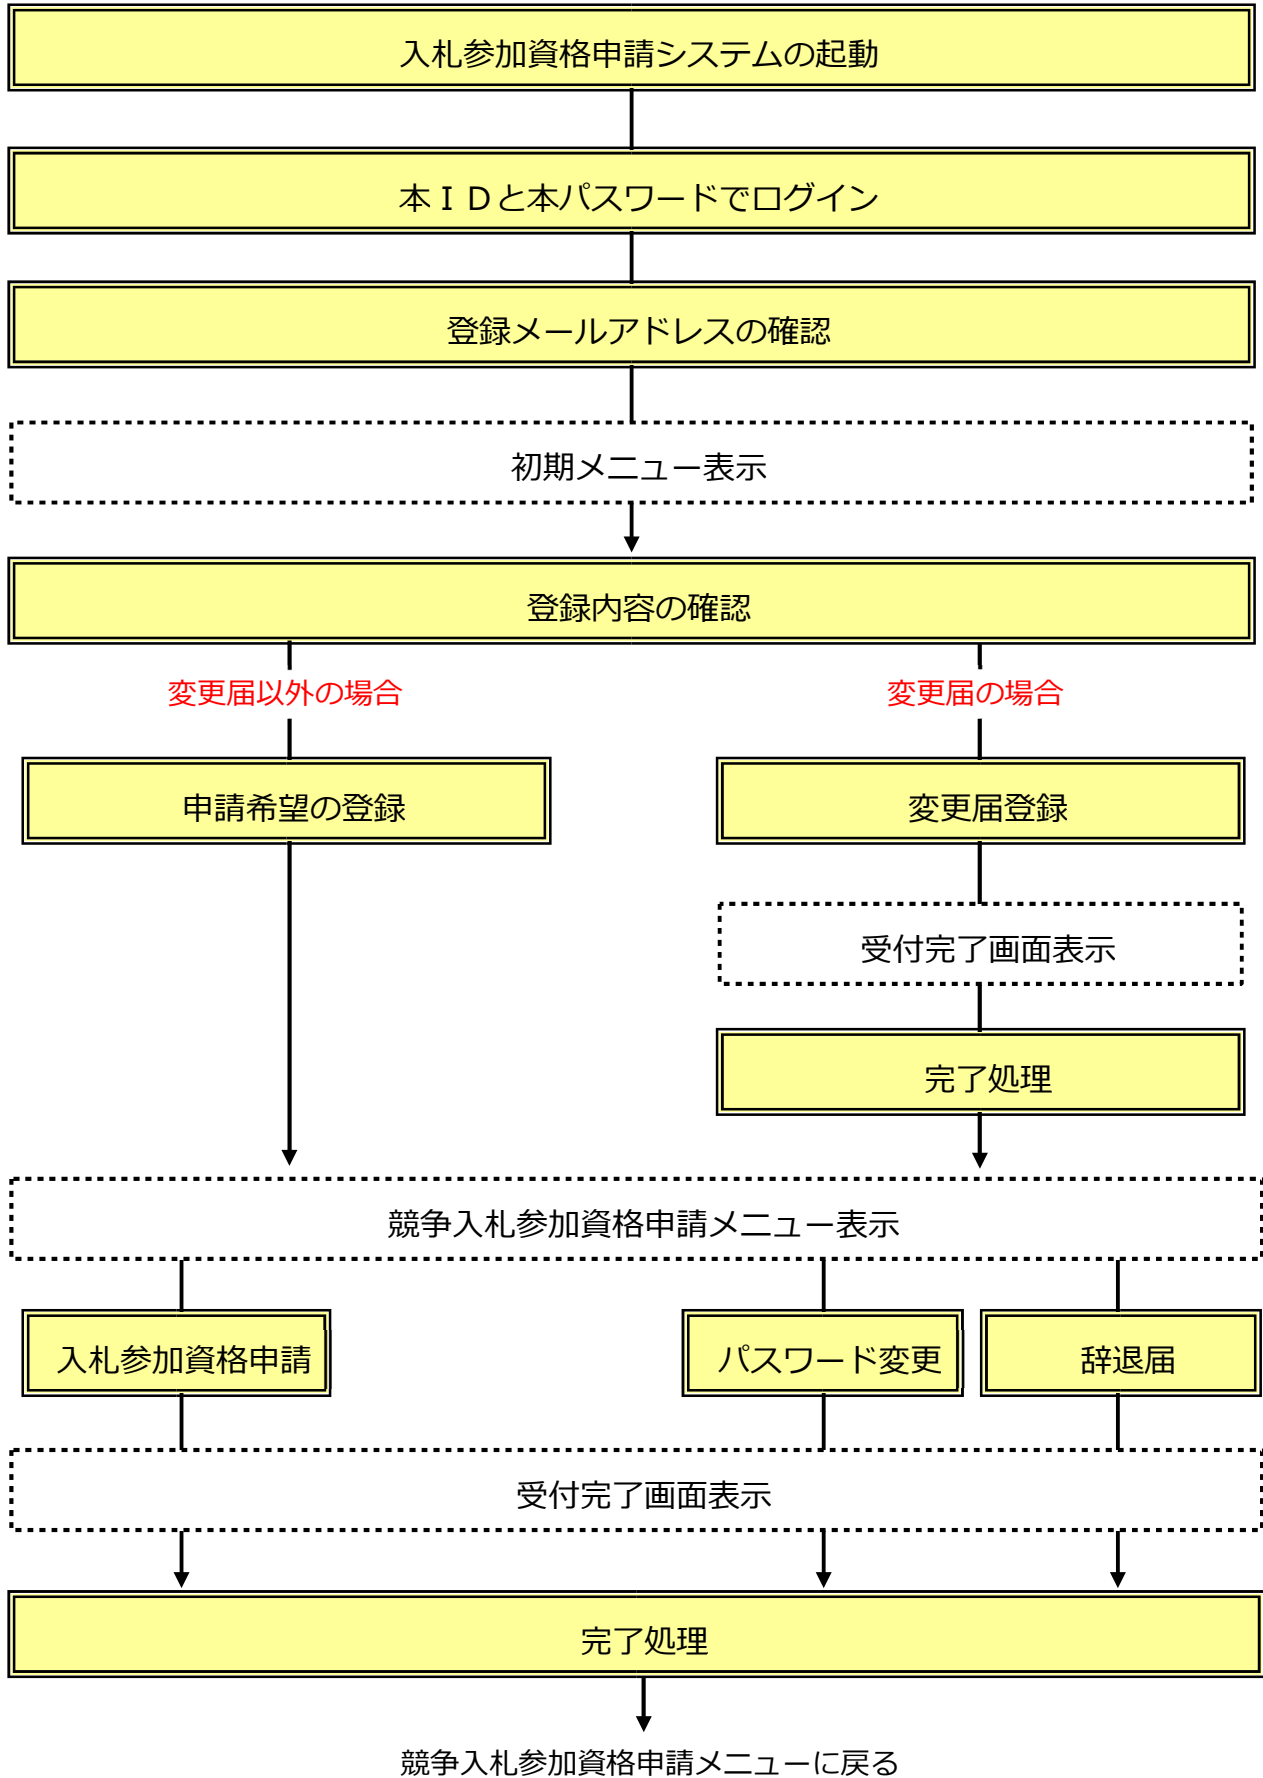 入札参加資格申請システムの起動
本ＩＤと本パスワードでログイン
登録メールアドレスの確認
初期メニュー表示
登録内容の確認
変更届以外の場合
変更届の場合
申請希望の登録
変更届登録
受付完了画面表示
完了処理
競争入札参加資格申請メニュー表示
入札参加資格申請
パスワード変更
辞退届
受付完了画面表示
完了処理
競争入札参加資格申請メニューに戻る